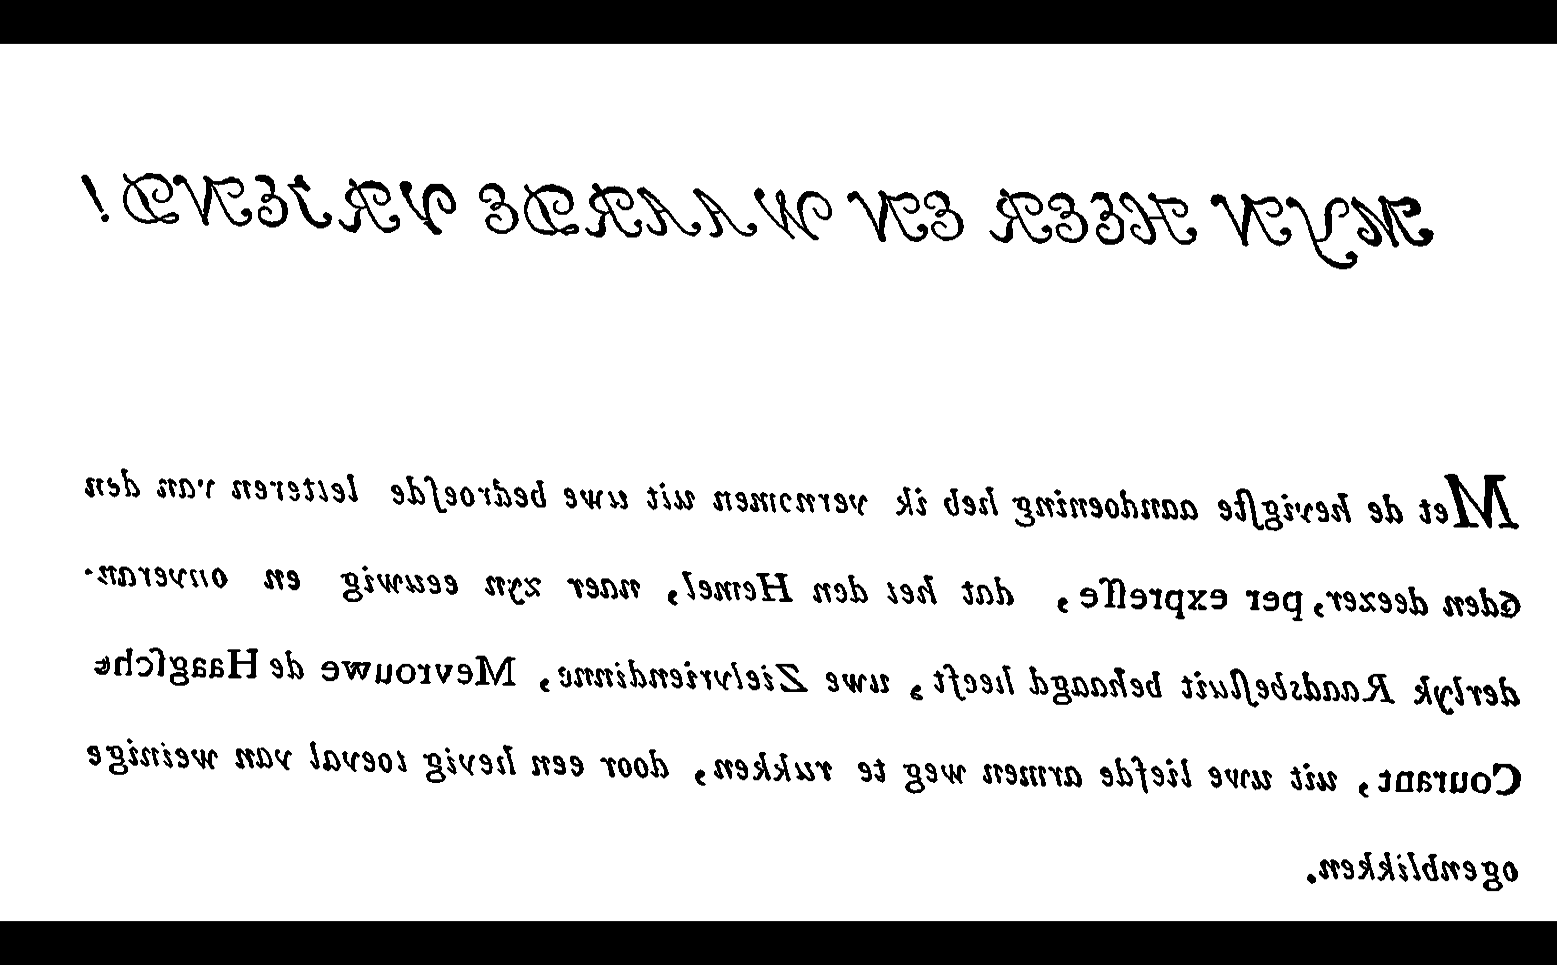 MYN HEER EN WAARDE VRIEND!
Met de hevigſte aandoening heb ik vernomen uit uwe bedroefde letteren van den
6den deezer, per expreſſe, dat het den Hemel, naer zyn eeuwig en onveran-
derlyk Raadsbeſluit behaagd heeft, uwe Zielvriendinne, Mevrouwe de Haagſche
Courant, uit uwe liefde armen weg te rukken, door een hevig toeval van weinige
ogenblikken.